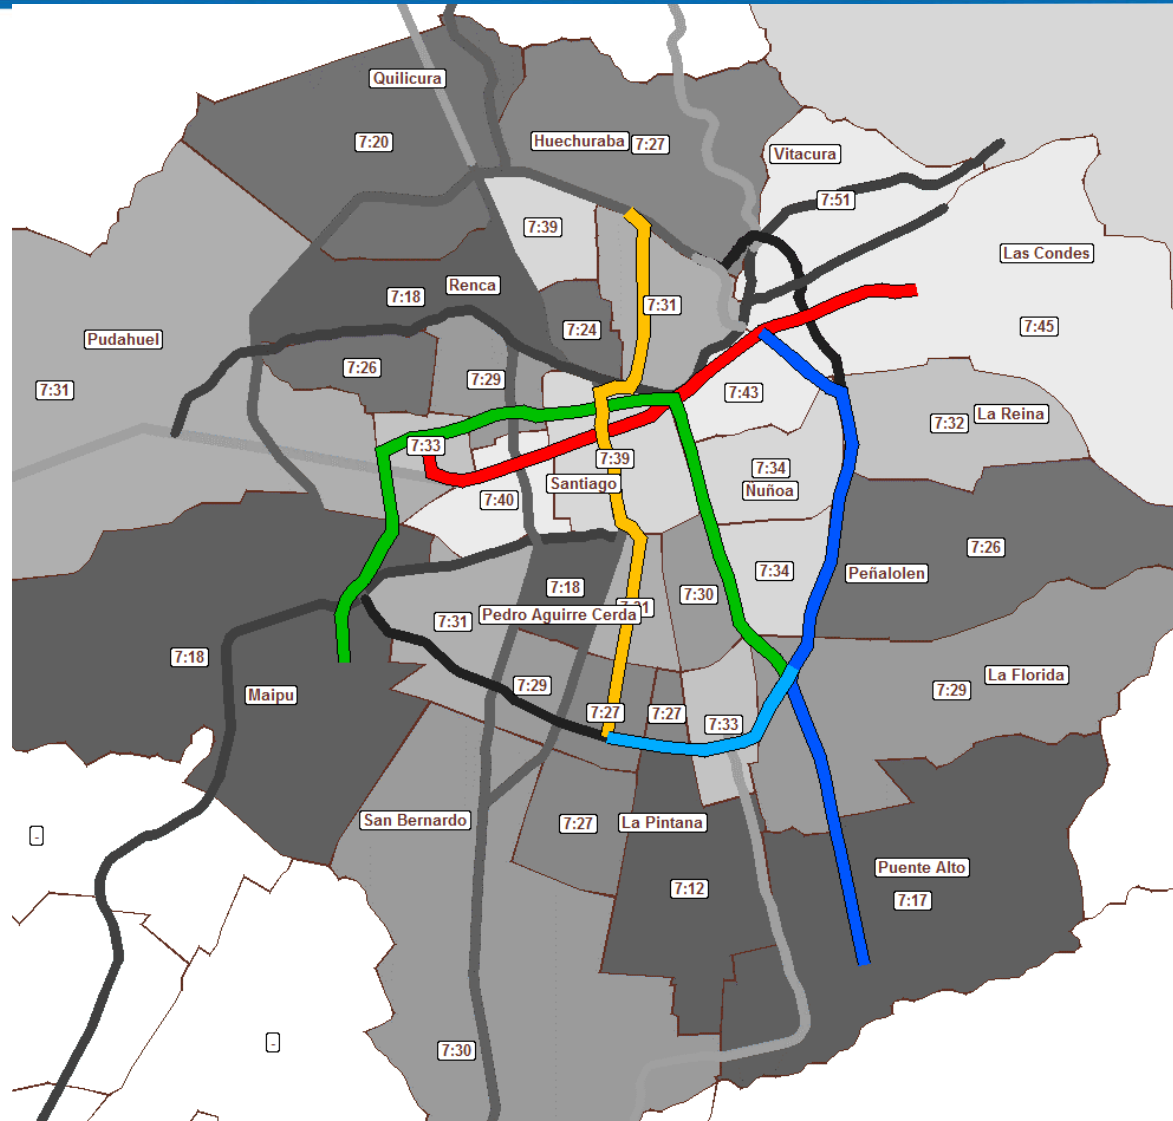 Quilicura
7:20
Huechuraba
7:27
Vitacura
7:51
7:39
Las Condes
Renca
7:18
7:31
7:24
7:45
Pudahuel
7:31
7:26
7:29
7:43
La Reina
7:32
7:33
7:39
7:34
Nuñoa
Santiago
7:40
7:26
7:34
Peñalolen
7:18
7:30
Pedro Aguirre Cerda
7:31
7:18
Maipu
7:29
La Florida
7:29
7:27
7:27
7:33
San Bernardo
7:27
La Pintana
-
Puente Alto
7:12
7:17
-
7:30